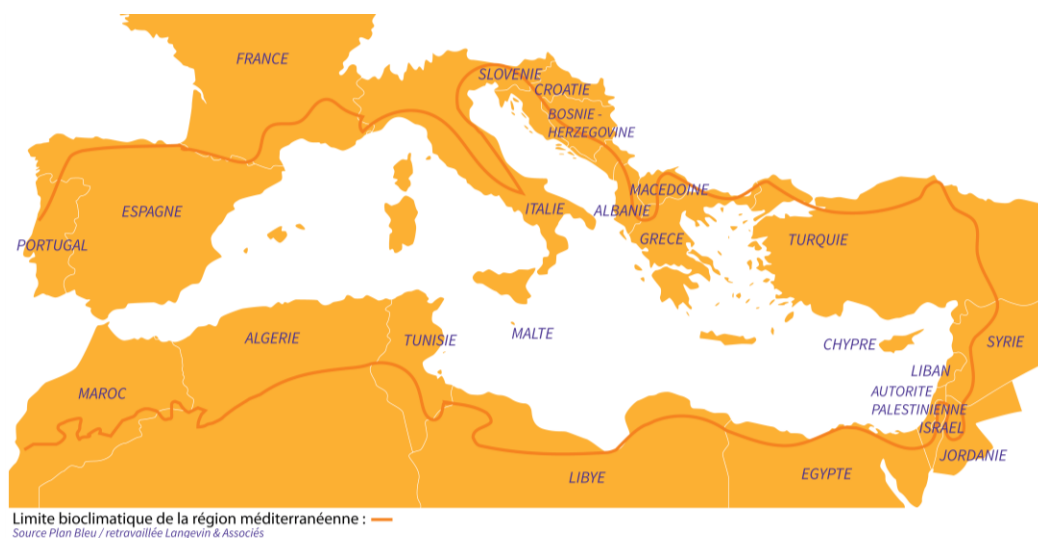 FRANCE
SLOVENIE
CROATIE
BOSNIE -
HERZEGOVINE
MACEDOINE
ESPAGNE
ITALIE
ALBANIE
PORTUGAL
GRECE
TURQUIE
ALGERIE
TUNISIE
MALTE
CHYPRE
SYRIE
LIBAN
MAROC
AUTORITE
PALESTINIENNE
ISRAEL
JORDANIE
LIBYE
EGYPTE
Limite bioclimatique de la région méditerranéenne :
Source Plan Bleu / retravaillée Langevin & Associés